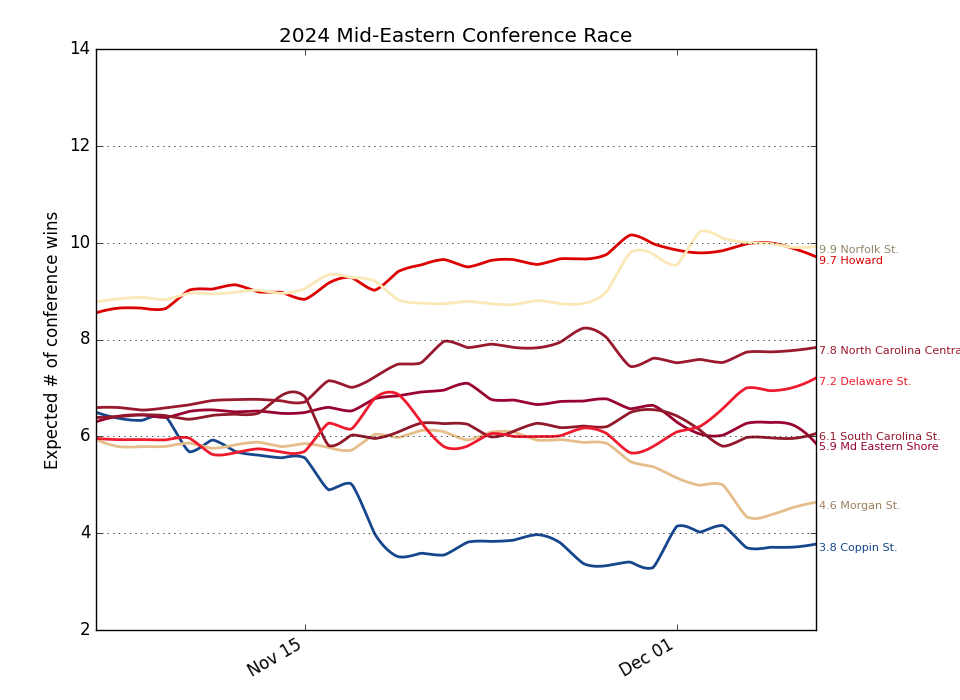 2024 Mid-Eastern Conference Race
Expected # of conference wins
14
12
10
8
6
4
2
Nov 15
Dec 01
9.9 Norfolk St.
9.7 Howard
7.8 North Carolina Centra
7.2 Delaware St.
6.1 South Carolina St.
5.9 Md Eastern Shore
4.6 Morgan St.
3.8 Coppin St.